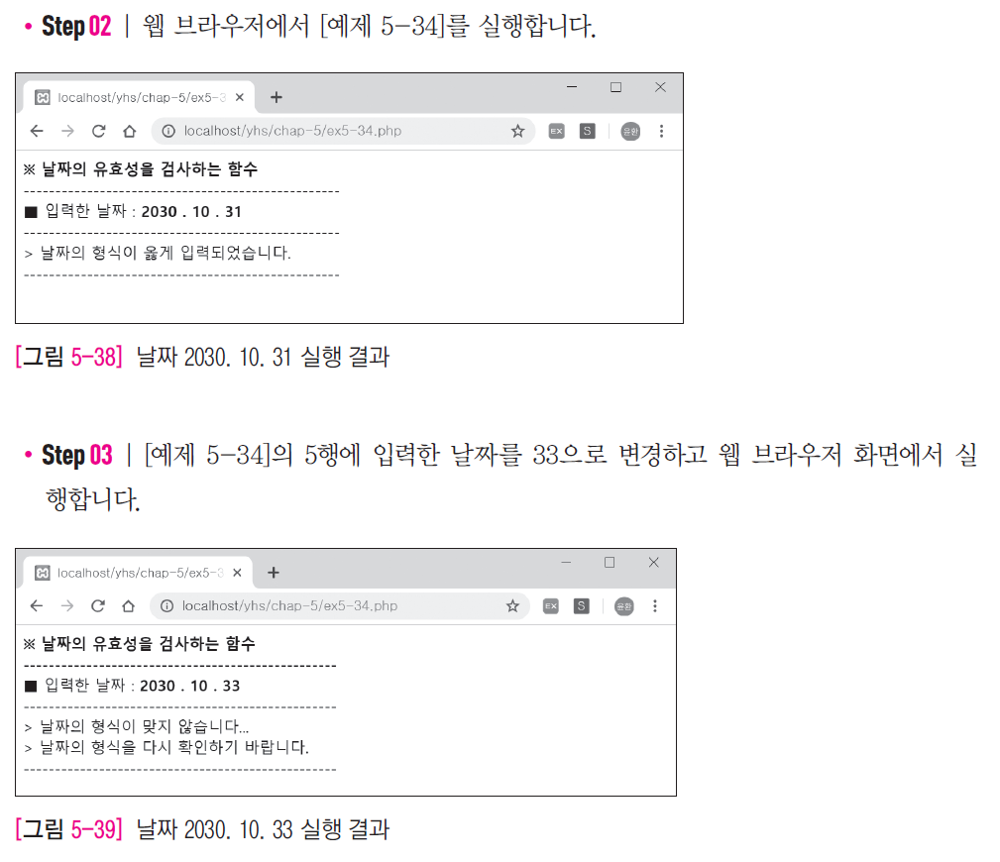 • Step 02 | 웹 브라우저에서 [예제 5-34]를 실행합니다.
localhost/yhs/chap-5/ex5-3
localhost/yhs/chap-5/ex5-34.php
EX
S
윤환
※ 날짜의 유효성을 검사하는 함수
---------------------------------------------
■ 입력한 날짜 : 2030 . 10 . 31
---------------------------------------------
> 날짜의 형식이 옳게 입력되었습니다.
---------------------------------------------
[그림 5-38] 날짜 2030. 10. 31 실행 결과
• Step 03 | [예제 5-34]의 5행에 입력한 날짜를 33으로 변경하고 웹 브라우저 화면에서 실
행합니다.
localhost/yhs/chap-5/ex5-3
localhost/yhs/chap-5/ex5-34.php
EX
S
윤환
※ 날짜의 유효성을 검사하는 함수
---------------------------------------------
■ 입력한 날짜 : 2030 . 10 . 33
---------------------------------------------
> 날짜의 형식이 맞지 않습니다...
> 날짜의 형식을 다시 확인하기 바랍니다.
---------------------------------------------
[그림 5-39] 날짜 2030. 10. 33 실행 결과